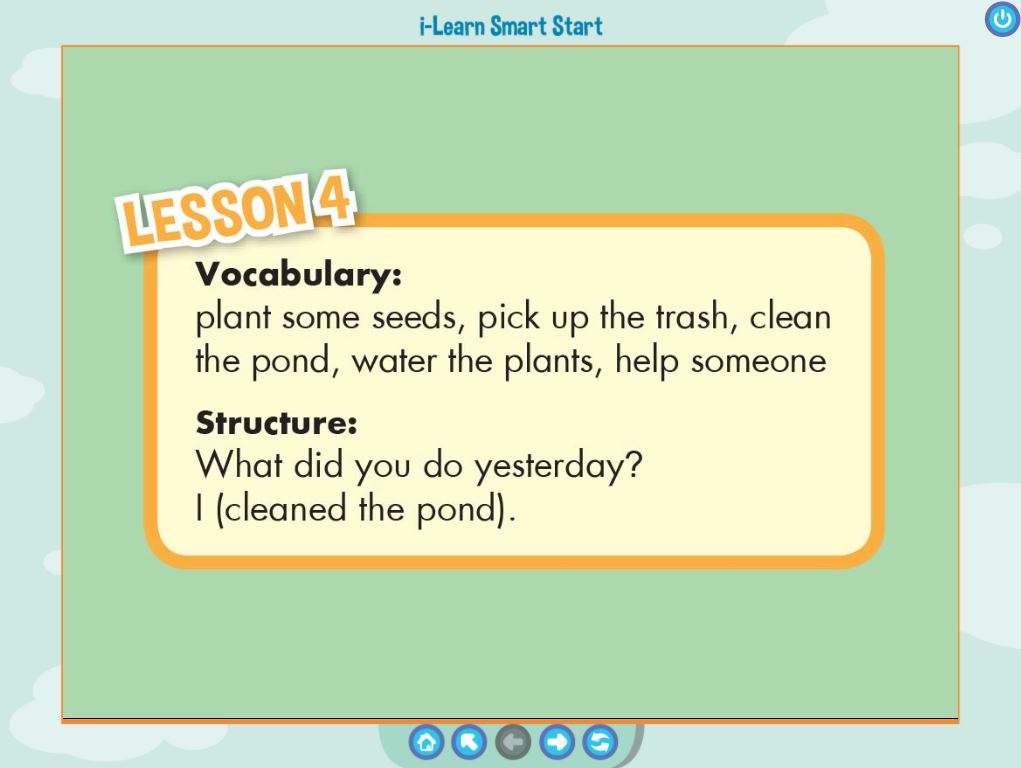 i-Learn Smart Start
LESSON 4
Vocabulary:
plant some seeds, pick up the trash, clean
the pond, water the plants, help someone
Structure:
What did you do yesterday?
I (cleaned the pond).